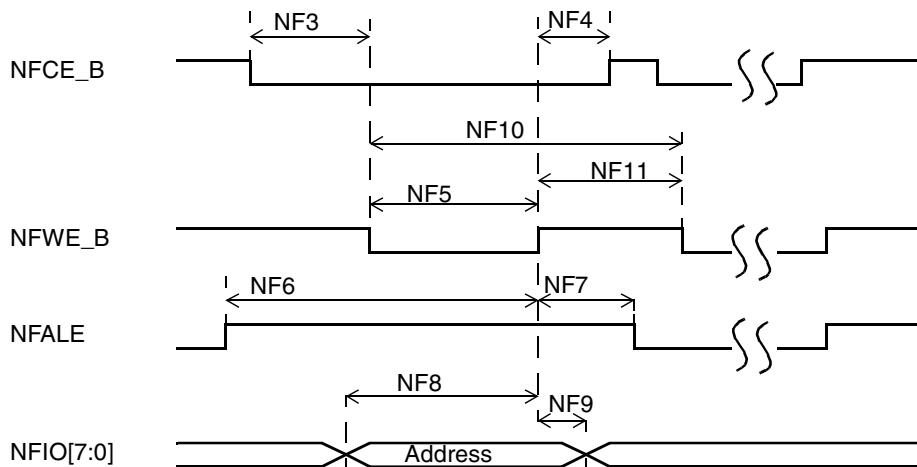 NF3
NF4
NFCE_B
NF10
NF11
NF5
NFWE_B
NF6
NF7
NFALE
NF8
NF9
NFIO[7:0]
Address